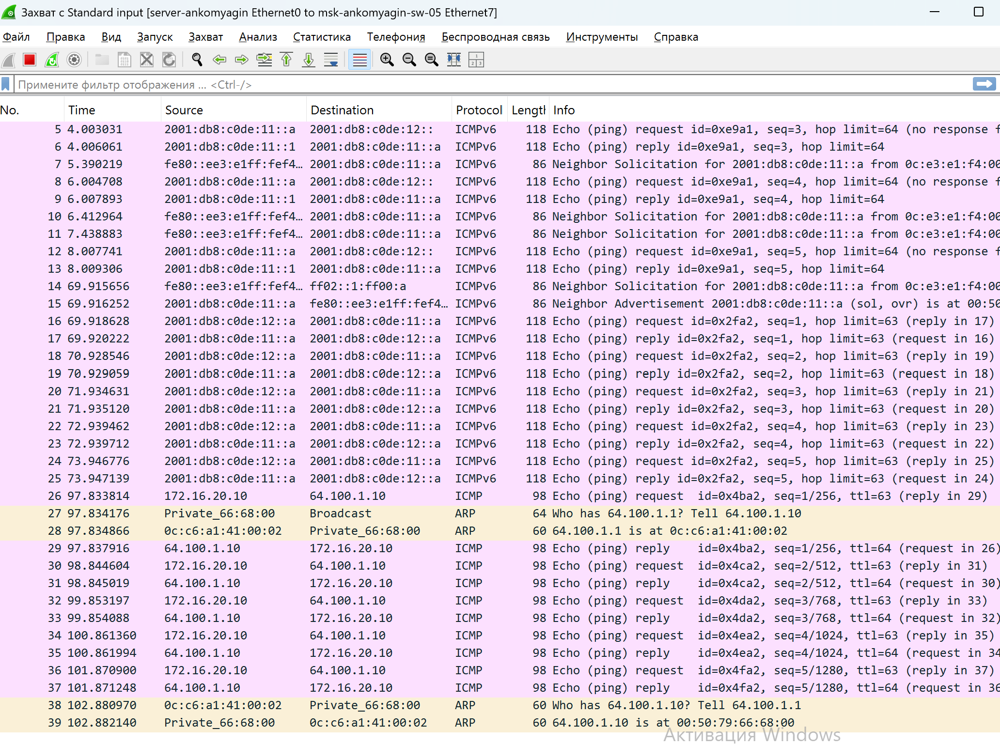 Захват с Standard input [server-ankomyagin Ethernet0 to msk-ankomyagin-sw-05 Ethernet7]
Файл Правка Вид Запуск Захват Анализ Статистика Телефония Беспроводная связь Инструменты Справка
Примените фильтр отображения ... <Ctrl-/>
No. Time Source Destination Protocol Length Info
5 4.003031 2001:db8:c0de:11::a 2001:db8:c0de:12:: ICMPv6 118 Echo (ping) request id=0xe9a1, seq=3, hop limit=64 (no response f
6 4.006061 2001:db8:c0de:11::1 2001:db8:c0de:11::a ICMPv6 118 Echo (ping) reply id=0xe9a1, seq=3, hop limit=64
7 5.390219 fe80::ee3:e1ff:fef4… 2001:db8:c0de:11::a ICMPv6 86 Neighbor Solicitation for 2001:db8:c0de:11::a from 0c:e3:e1:f4:00
8 6.004708 2001:db8:c0de:11::a 2001:db8:c0de:12:: ICMPv6 118 Echo (ping) request id=0xe9a1, seq=4, hop limit=64 (no response f
9 6.007893 2001:db8:c0de:11::1 2001:db8:c0de:11::a ICMPv6 118 Echo (ping) reply id=0xe9a1, seq=4, hop limit=64
10 6.412964 fe80::ee3:e1ff:fef4… 2001:db8:c0de:11::a ICMPv6 86 Neighbor Solicitation for 2001:db8:c0de:11::a from 0c:e3:e1:f4:00
11 7.438883 fe80::ee3:e1ff:fef4… 2001:db8:c0de:11::a ICMPv6 86 Neighbor Solicitation for 2001:db8:c0de:11::a from 0c:e3:e1:f4:00
12 8.007741 2001:db8:c0de:11::a 2001:db8:c0de:12:: ICMPv6 118 Echo (ping) request id=0xe9a1, seq=5, hop limit=64 (no response f
13 8.009306 2001:db8:c0de:11::1 2001:db8:c0de:11::a ICMPv6 118 Echo (ping) reply id=0xe9a1, seq=5, hop limit=64
14 69.915656 fe80::ee3:e1ff:fef4… ff02::1:ff00:a ICMPv6 86 Neighbor Solicitation for 2001:db8:c0de:11::a from 0c:e3:e1:f4:00
15 69.916252 2001:db8:c0de:11::a fe80::ee3:e1ff:fef4… ICMPv6 86 Neighbor Advertisement 2001:db8:c0de:11::a (sol, ovr) is at 00:50
16 69.918628 2001:db8:c0de:12::a 2001:db8:c0de:11::a ICMPv6 118 Echo (ping) request id=0x2fa2, seq=1, hop limit=63 (reply in 17)
17 69.920222 2001:db8:c0de:11::a 2001:db8:c0de:12::a ICMPv6 118 Echo (ping) reply id=0x2fa2, seq=1, hop limit=63 (request in 16)
18 70.928546 2001:db8:c0de:12::a 2001:db8:c0de:11::a ICMPv6 118 Echo (ping) request id=0x2fa2, seq=2, hop limit=63 (reply in 19)
19 70.929059 2001:db8:c0de:11::a 2001:db8:c0de:12::a ICMPv6 118 Echo (ping) reply id=0x2fa2, seq=2, hop limit=63 (request in 18)
20 71.934631 2001:db8:c0de:12::a 2001:db8:c0de:11::a ICMPv6 118 Echo (ping) request id=0x2fa2, seq=3, hop limit=63 (reply in 21)
21 71.935120 2001:db8:c0de:11::a 2001:db8:c0de:12::a ICMPv6 118 Echo (ping) reply id=0x2fa2, seq=3, hop limit=63 (request in 20)
22 72.939462 2001:db8:c0de:12::a 2001:db8:c0de:11::a ICMPv6 118 Echo (ping) request id=0x2fa2, seq=4, hop limit=63 (reply in 23)
23 72.939712 2001:db8:c0de:11::a 2001:db8:c0de:12::a ICMPv6 118 Echo (ping) reply id=0x2fa2, seq=4, hop limit=63 (request in 22)
24 73.946776 2001:db8:c0de:12::a 2001:db8:c0de:11::a ICMPv6 118 Echo (ping) request id=0x2fa2, seq=5, hop limit=63 (reply in 25)
25 73.947139 2001:db8:c0de:11::a 2001:db8:c0de:12::a ICMPv6 118 Echo (ping) reply id=0x2fa2, seq=5, hop limit=63 (request in 24)
26 97.833814 172.16.20.10 64.100.1.10 ICMP 98 Echo (ping) request id=0x4ba2, seq=1/256, ttl=63 (reply in 29)
27 97.834176 Private_66:68:00 Broadcast ARP 64 Who has 64.100.1.1? Tell 64.100.1.10
28 97.834866 0c:c6:a1:41:00:02 Private_66:68:00 ARP 60 64.100.1.1 is at 0c:c6:a1:41:00:02
29 97.837916 64.100.1.10 172.16.20.10 ICMP 98 Echo (ping) reply id=0x4ba2, seq=1/256, ttl=64 (request in 26)
30 98.844604 172.16.20.10 64.100.1.10 ICMP 98 Echo (ping) request id=0x4ca2, seq=2/512, ttl=63 (reply in 31)
31 98.845019 64.100.1.10 172.16.20.10 ICMP 98 Echo (ping) reply id=0x4ca2, seq=2/512, ttl=64 (request in 30)
32 99.853197 172.16.20.10 64.100.1.10 ICMP 98 Echo (ping) request id=0x4da2, seq=3/768, ttl=63 (reply in 33)
33 99.854088 64.100.1.10 172.16.20.10 ICMP 98 Echo (ping) reply id=0x4da2, seq=3/768, ttl=64 (request in 32)
34 100.861360 172.16.20.10 64.100.1.10 ICMP 98 Echo (ping) request id=0x4ea2, seq=4/1024, ttl=63 (reply in 35)
35 100.861994 64.100.1.10 172.16.20.10 ICMP 98 Echo (ping) reply id=0x4ea2, seq=4/1024, ttl=64 (request in 34
36 101.870900 172.16.20.10 64.100.1.10 ICMP 98 Echo (ping) request id=0x4fa2, seq=5/1280, ttl=63 (reply in 37)
37 101.871248 64.100.1.10 172.16.20.10 ICMP 98 Echo (ping) reply id=0x4fa2, seq=5/1280, ttl=64 (request in 36
38 102.880970 0c:c6:a1:41:00:02 Private_66:68:00 ARP 60 Who has 64.100.1.10? Tell 64.100.1.1
39 102.882140 Private_66:68:00 0c:c6:a1:41:00:02 ARP 60 64.100.1.10 is at 00:50:79:66:68:00
Активация Windows